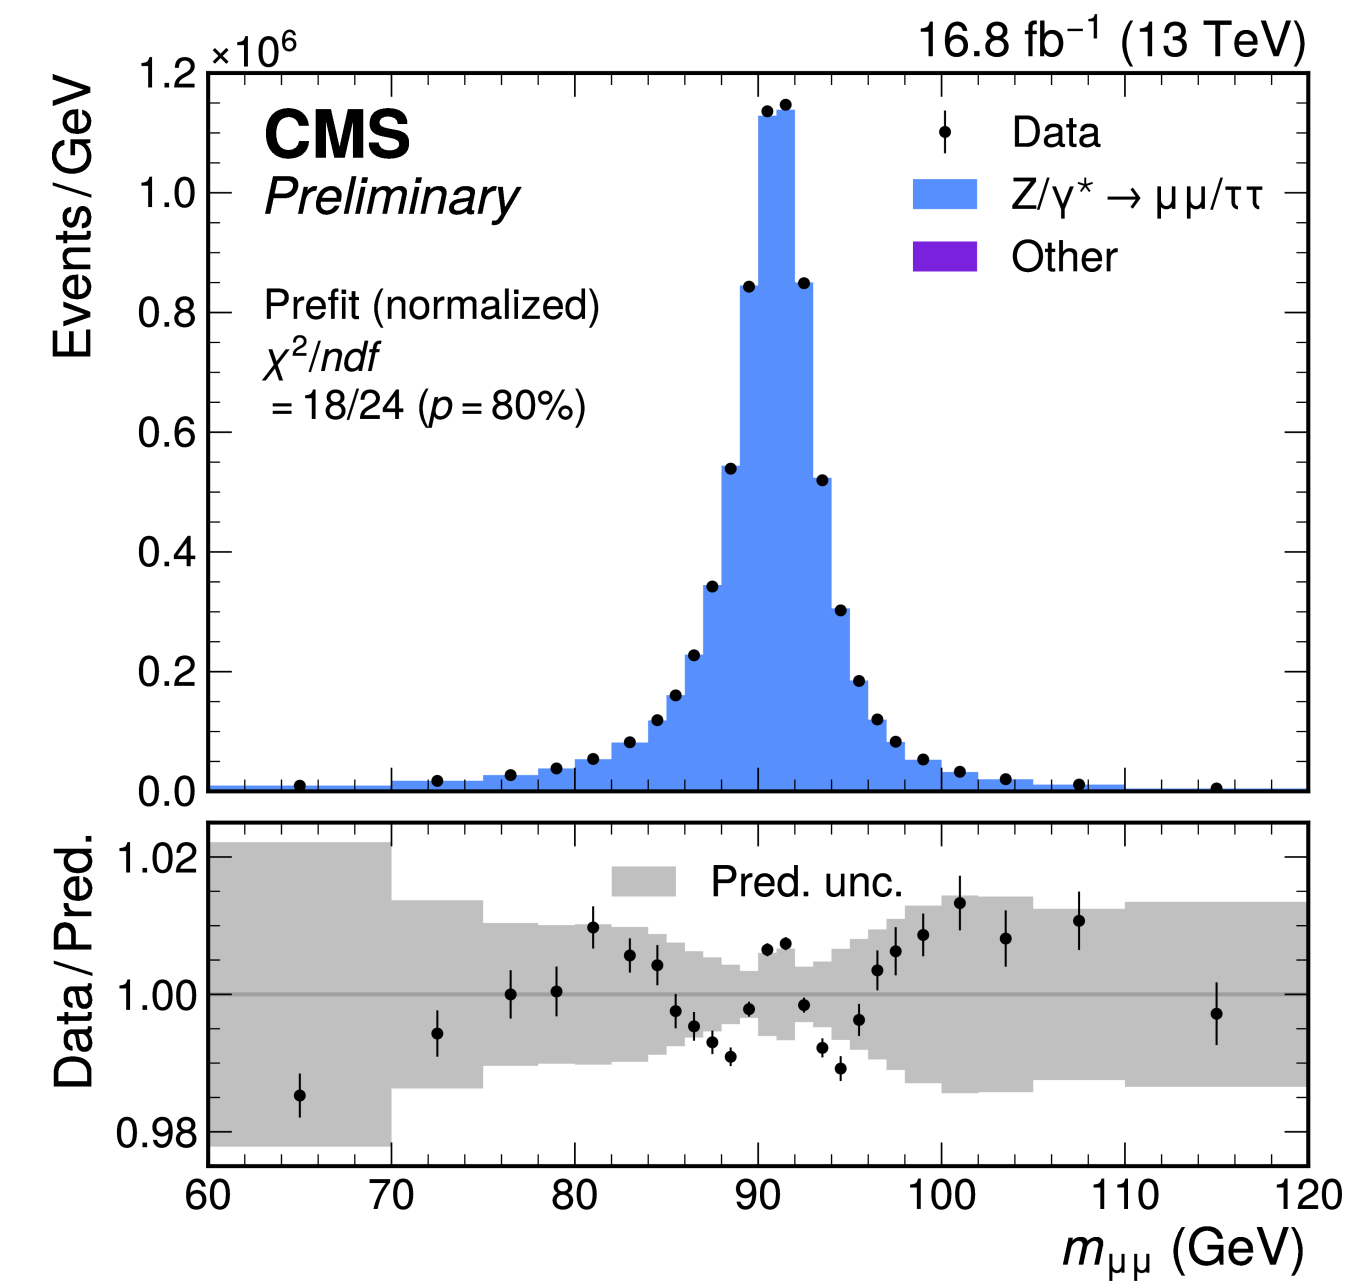 ×10⁶
16.8 fb⁻¹ (13 TeV)
Events/GeV
1.2
1.0
0.8
0.6
0.4
0.2
0.0
CMS
Preliminary
Prefit (normalized)
χ²/ndf
= 18/24 (p = 80%)
Data
Z/γ* → μμ/ττ
Other
Data/Pred.
1.02
1.00
0.98
Pred. unc.
60 70 80 90 100 110 120
m_μμ (GeV)